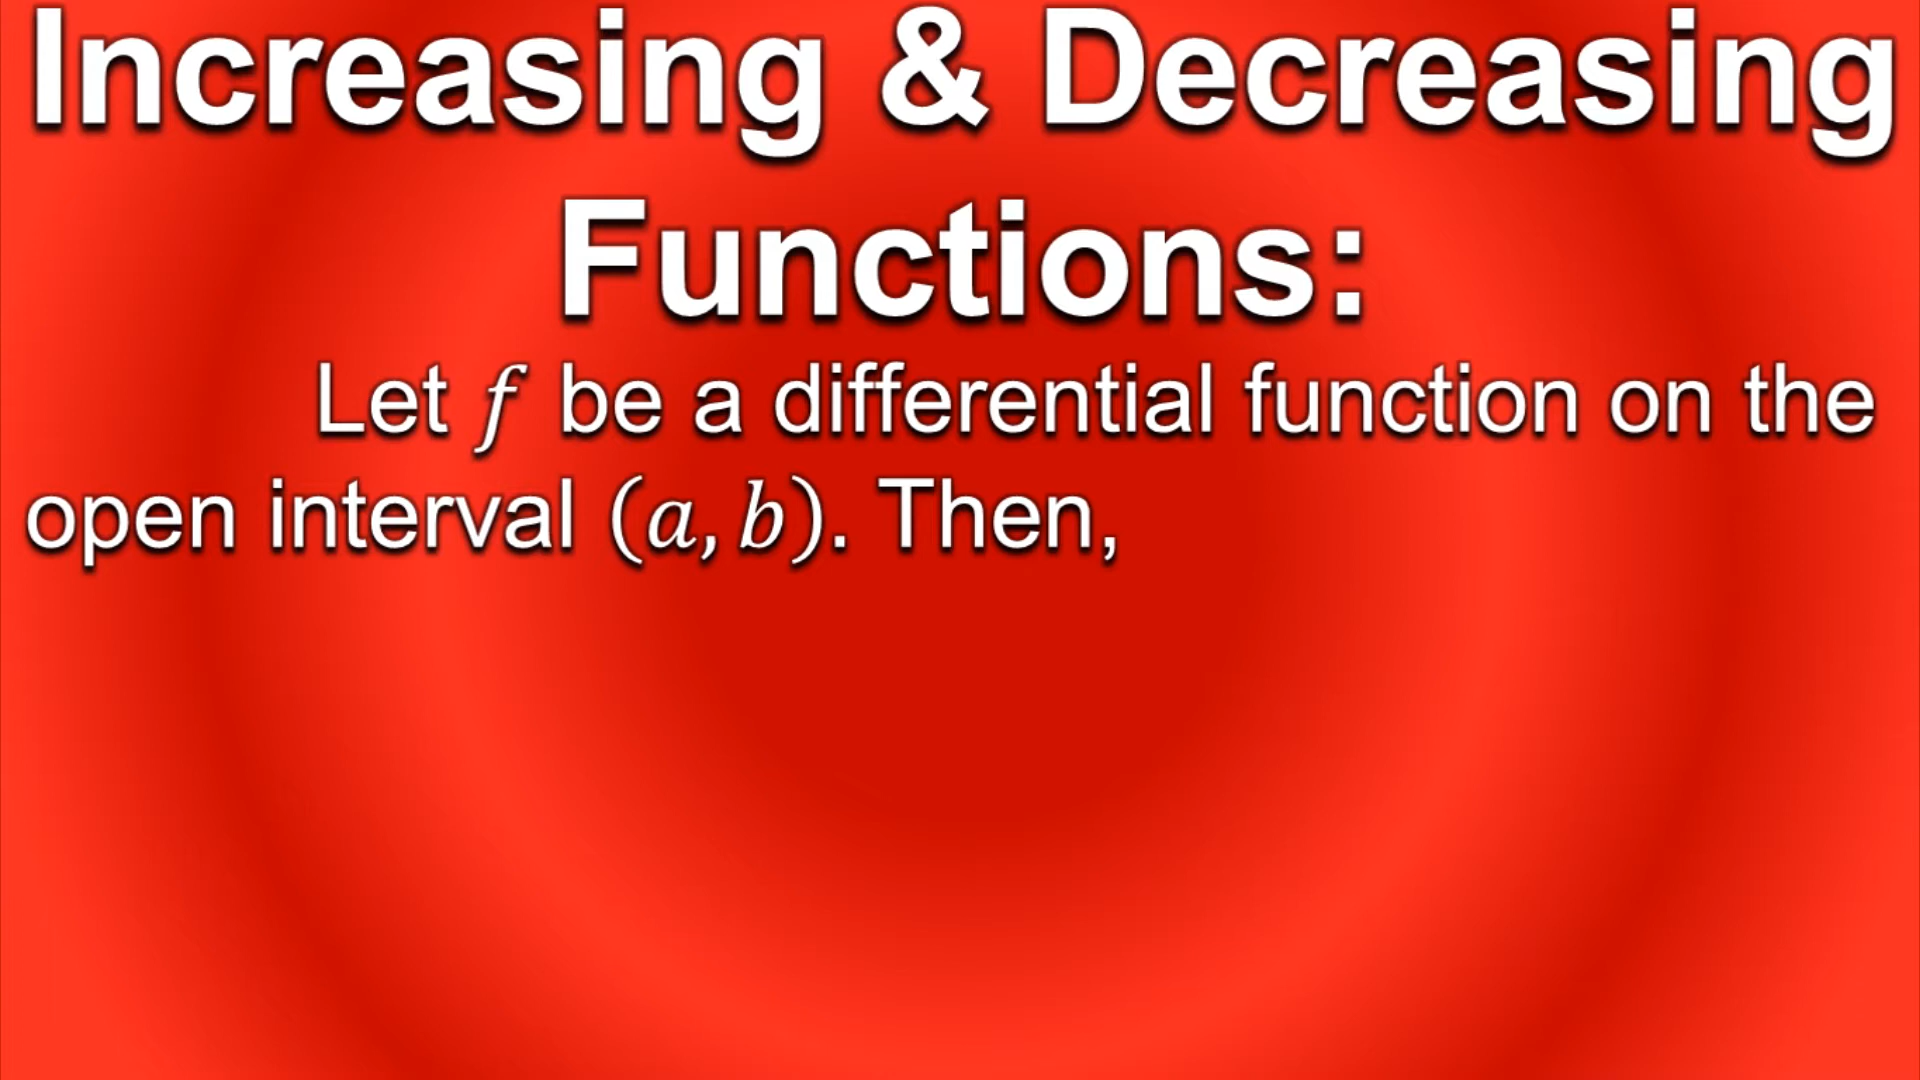 Increasing & Decreasing
Functions:
Let f be a differential function on the
open interval (a, b). Then,